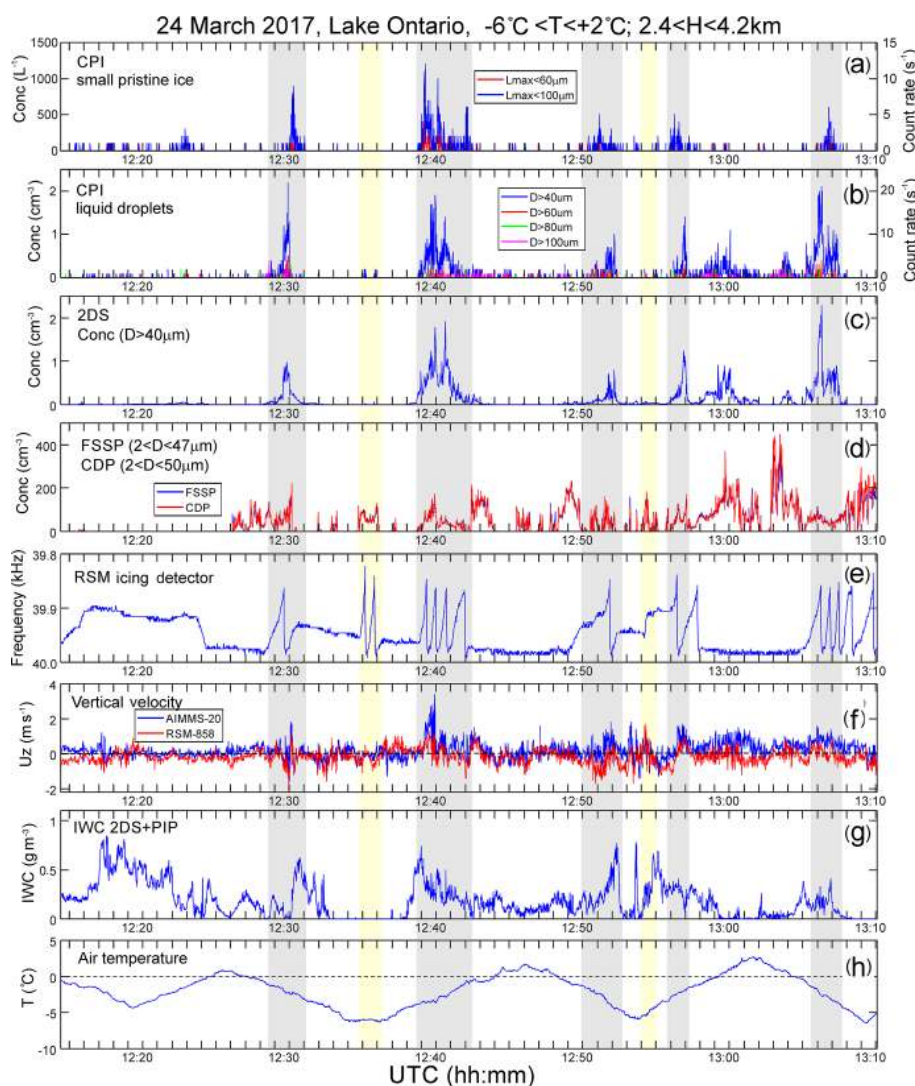 24 March 2017, Lake Ontario, -6℃ <T<+2℃; 2.4<H<4.2km
Conc (L⁻¹)
1500
1000
500
0
CPI
small pristine ice
Lmax<60μm
Lmax<100μm
(a)
15
10
5
0
Count rate (s⁻¹)
12:20 12:30 12:40 12:50 13:00 13:10
Conc (cm⁻³)
2
1
0
CPI
liquid droplets
D>40um
D>60um
D>80um
D>100um
(b)
20
10
0
Count rate (s⁻¹)
12:20 12:30 12:40 12:50 13:00 13:10
Conc (cm⁻³)
2
1
0
2DS
Conc (D>40μm)
(c)
12:20 12:30 12:40 12:50 13:00 13:10
Conc (cm⁻³)
400
200
0
FSSP (2<D<47μm)
CDP (2<D<50μm)
FSSP
CDP
(d)
12:20 12:30 12:40 12:50 13:00 13:10
Frequency (kHz)
39.8
39.9
40.0
RSM icing detector
(e)
12:20 12:30 12:40 12:50 13:00 13:10
Uz (ms⁻¹)
4
2
0
-2
Vertical velocity
AIMMS-20
RSM-858
(f)
12:20 12:30 12:40 12:50 13:00 13:10
IWC (gm⁻³)
1
0.5
0
IWC 2DS+PIP
(g)
12:20 12:30 12:40 12:50 13:00 13:10
T (℃)
5
0
-5
-10
Air temperature
(h)
12:20 12:30 12:40 12:50 13:00 13:10
UTC (hh:mm)